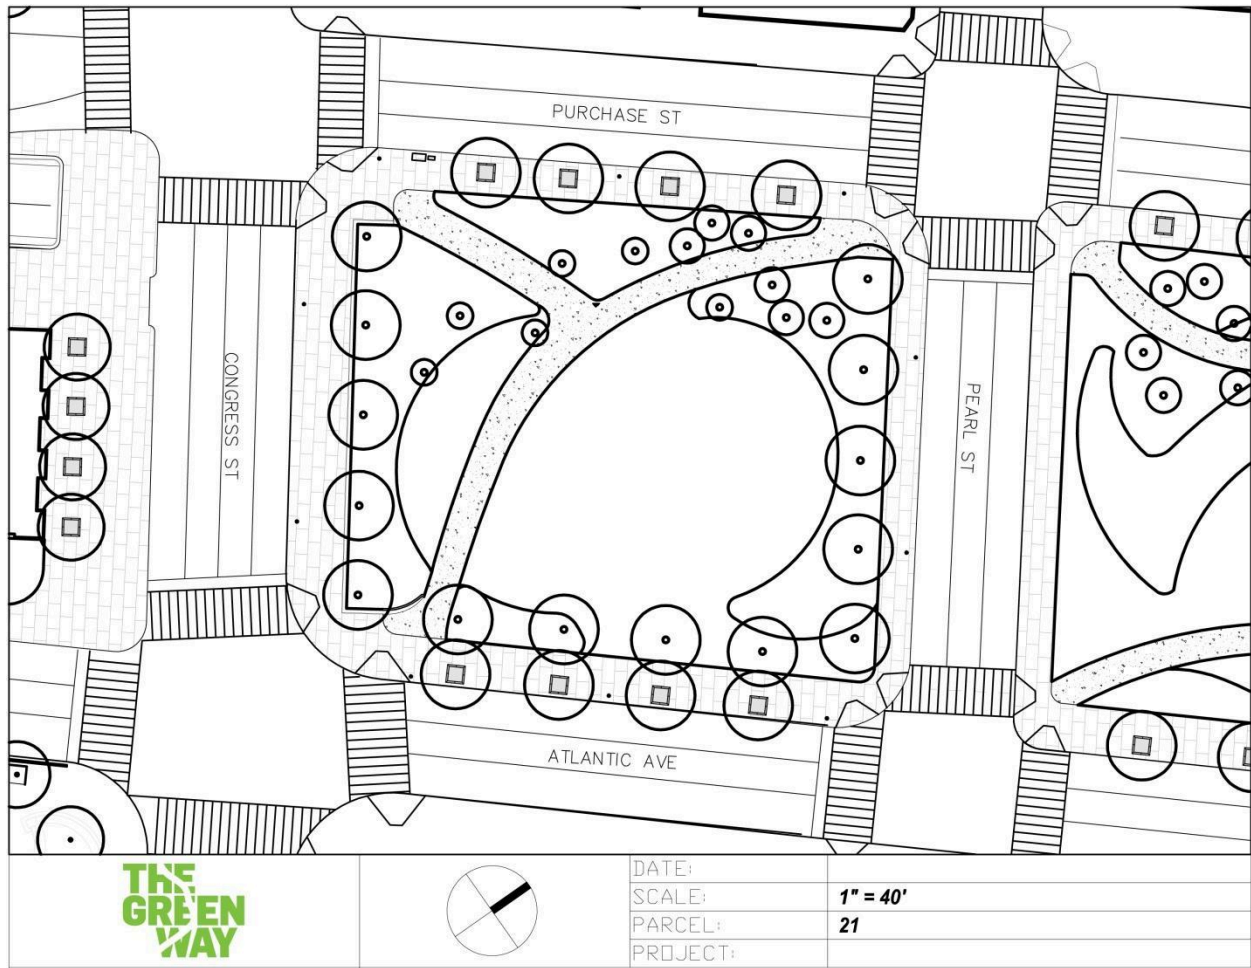 PURCHASE ST
CONGRESS ST
PEARL ST
ATLANTIC AVE
THE
GREEN
WAY
DATE:
SCALE: 1" = 40'
PARCEL: 21
PROJECT: